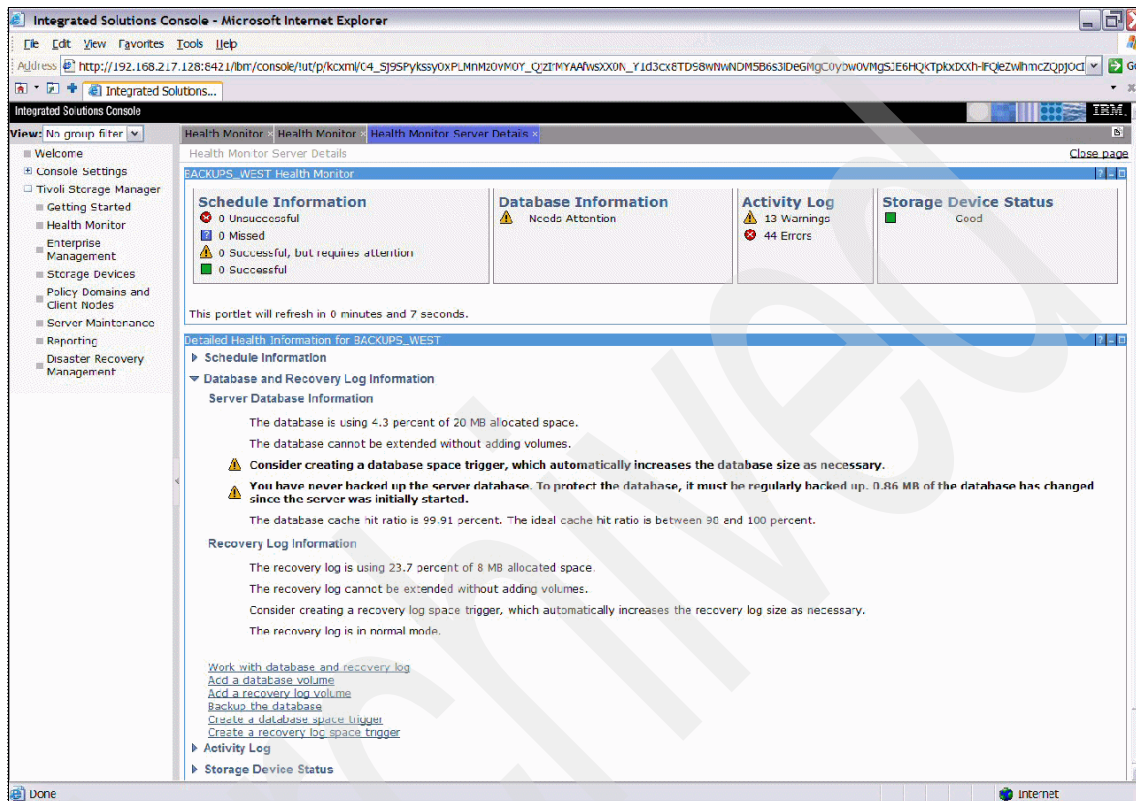 Integrated Solutions Console - Microsoft Internet Explorer
File Edit View Favorites Tools Help
Address
Integrated Solutions...
Integrated Solutions Console
IBM.
View: No group filter
Welcome
Console Settings
Tivoli Storage Manager
Getting Started
Health Monitor
Enterprise
Management
Storage Devices
Policy Domains and
Client Nodes
Server Maintenance
Reporting
Disaster Recovery
Management
Health Monitor × Health Monitor × Health Monitor Server Details ×
Health Monitor Server Details
Close page
BACKUPS_WEST Health Monitor
Schedule Information
0 Unsuccessful
0 Missed
0 Successful, but requires attention
0 Successful
Database Information
Needs Attention
Activity Log
13 Warnings
44 Errors
Storage Device Status
Good
This portlet will refresh in 0 minutes and 7 seconds.
Detailed Health Information for BACKUPS_WEST
Schedule Information
Database and Recovery Log Information
Server Database Information
The database is using 4.3 percent of 20 MB allocated space.
The database cannot be extended without adding volumes.
Consider creating a database space trigger, which automatically increases the database size as necessary.
You have never backed up the server database. To protect the database, it must be regularly backed up. 0.86 MB of the database has changed
since the server was initially started.
The database cache hit ratio is 99.91 percent. The ideal cache hit ratio is between 98 and 100 percent.
Recovery Log Information
The recovery log is using 23.7 percent of 8 MB allocated space.
The recovery log cannot be extended without adding volumes.
Consider creating a recovery log space trigger, which automatically increases the recovery log size as necessary.
The recovery log is in normal mode.
Work with database and recovery log
Add a database volume
Add a recovery log volume
Backup the database
Create a database space trigger
Create a recovery log space trigger
Activity Log
Storage Device Status
Done
Internet
Archived